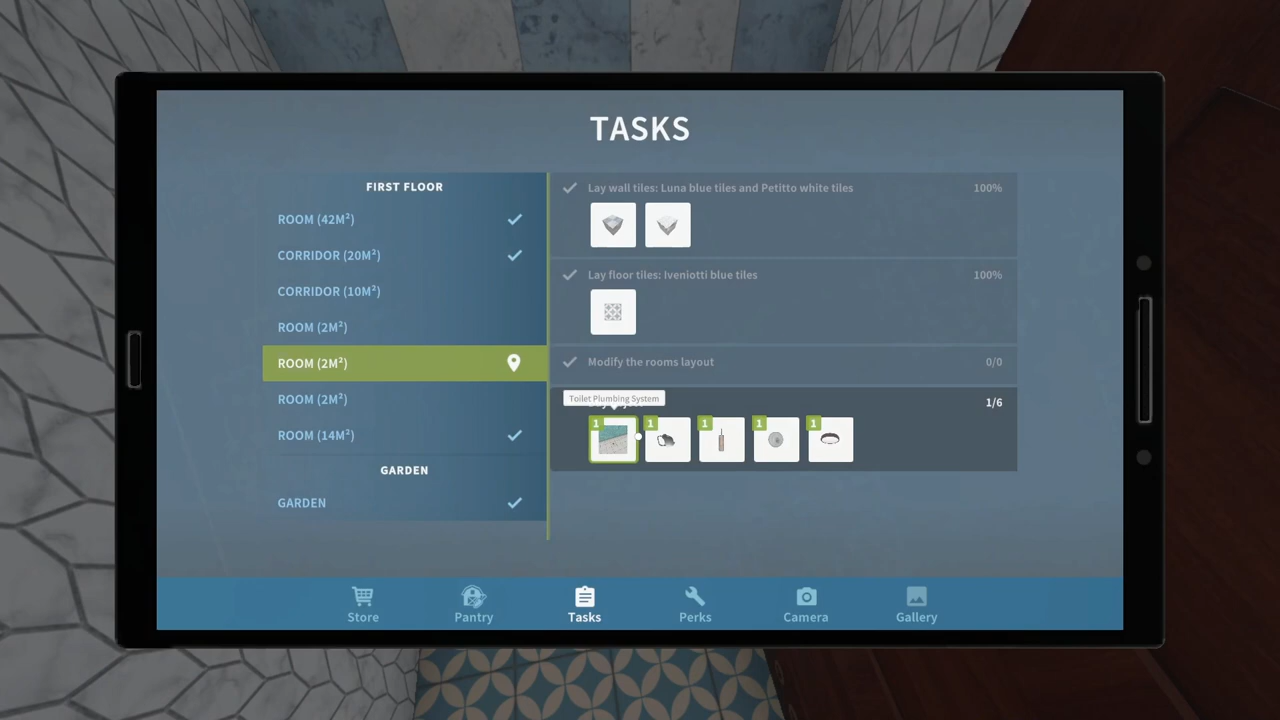 TASKS
FIRST FLOOR
ROOM (42M²)
CORRIDOR (20M²)
CORRIDOR (10M²)
ROOM (2M²)
ROOM (2M²)
ROOM (2M²)
ROOM (14M²)
GARDEN
GARDEN
Lay wall tiles: Luna blue tiles and Petitto white tiles 100%
Lay floor tiles: Iveniotti blue tiles 100%
Modify the rooms layout 0/0
Toilet Plumbing System
1/6
1 1 1 1 1
Store Pantry Tasks Perks Camera Gallery